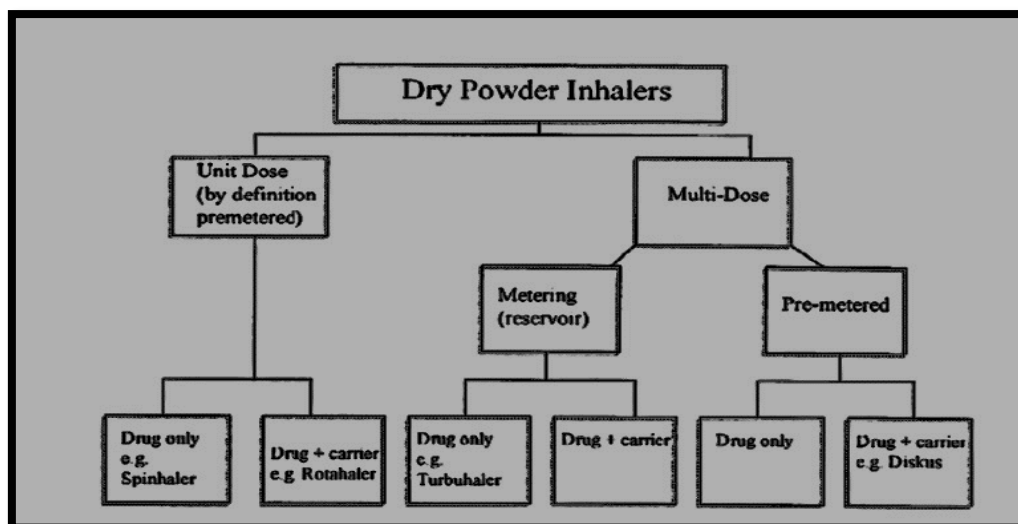 Dry Powder Inhalers
Unit Dose
(by definition
premetered)
Multi-Dose
Metering
(reservoir)
Pre-metered
Drug only
e.g.
Spinhaler
Drug + carrier
e.g. Rotahaler
Drug only
e.g.
Turbuhaler
Drug + carrier
Drug only
Drug + carrier
e.g. Diskus